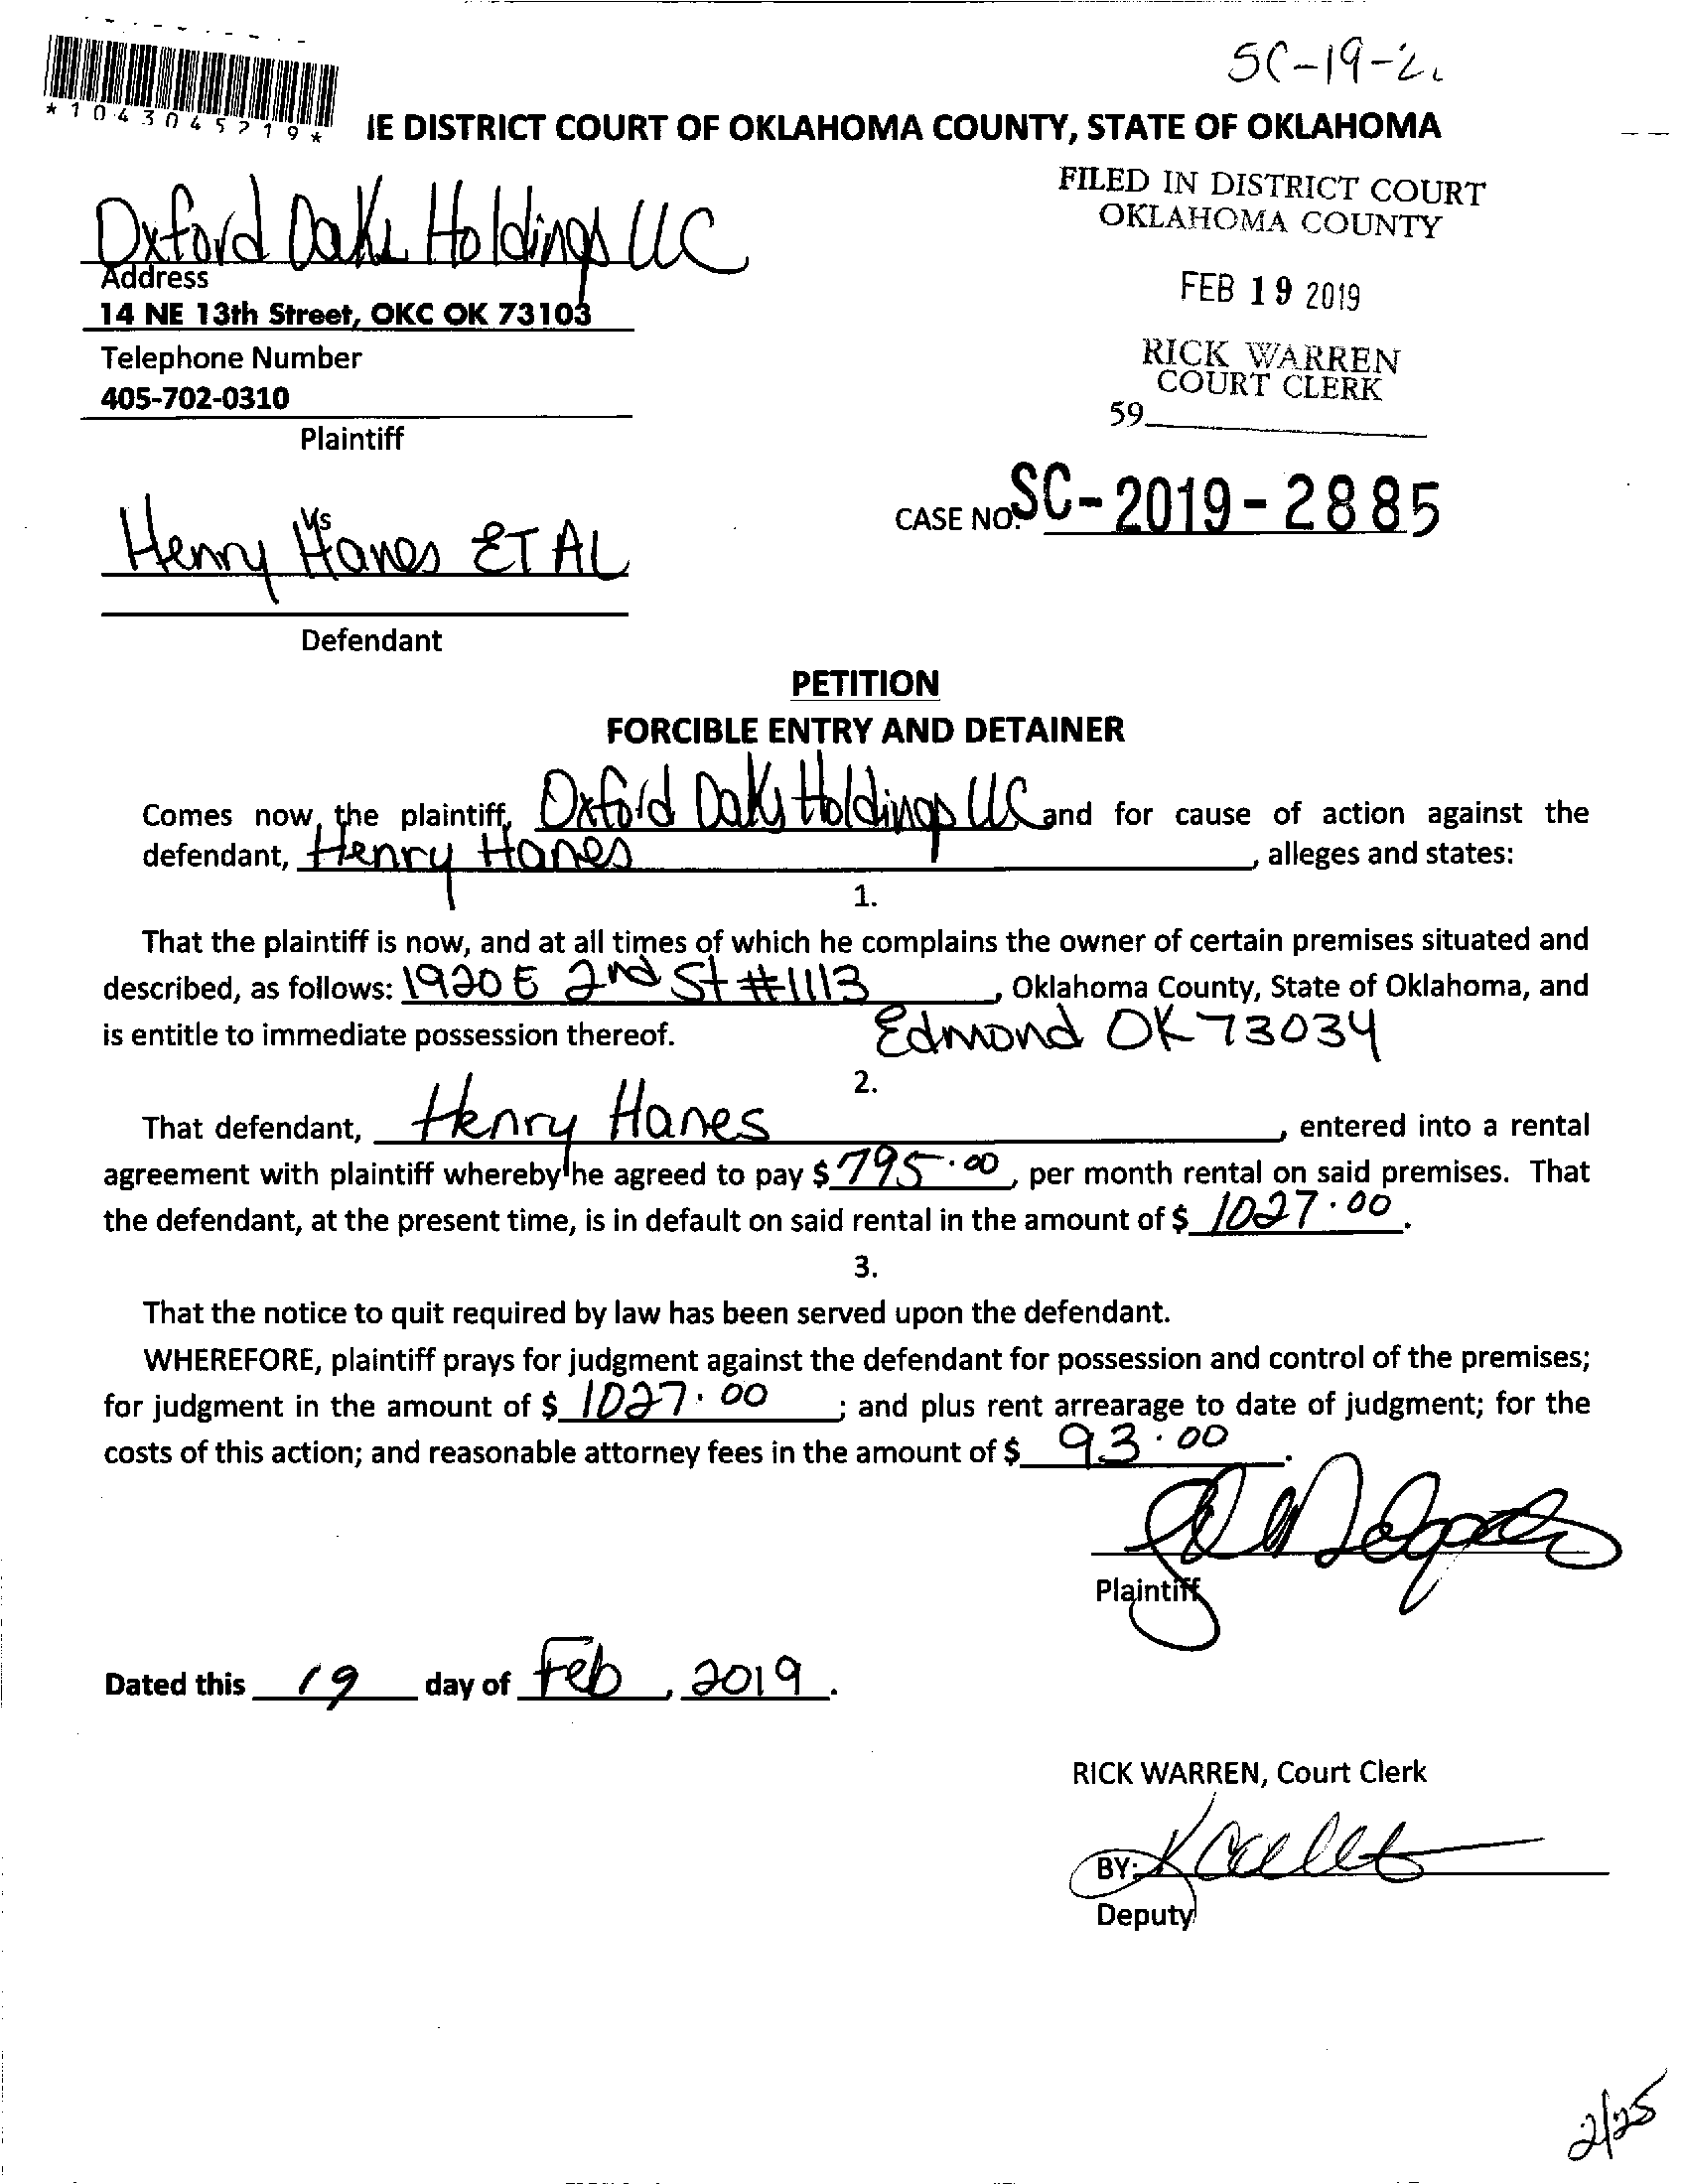 SC-19-2
*1043045219*
IE DISTRICT COURT OF OKLAHOMA COUNTY, STATE OF OKLAHOMA
FILED IN DISTRICT COURT
OKLAHOMA COUNTY
FEB 19 2019
RICK WARREN
COURT CLERK
59
Oxford Oaks Holdings LLC
Address
14 NE 13th Street, OKC OK 73103
Telephone Number
405-702-0310
Plaintiff
Vs
CASE NO. SC-2019-2885
Henry Hanes ET AL
Defendant
PETITION
FORCIBLE ENTRY AND DETAINER
Comes now, the plaintiff, Oxford Oaks Holdings LLC and for cause of action against the
defendant, Henry Hanes, alleges and states:
1.
That the plaintiff is now, and at all times of which he complains the owner of certain premises situated and
described, as follows: 1920 E 2nd St #1113, Oklahoma County, State of Oklahoma, and
is entitle to immediate possession thereof. Edmond OK 73034
2.
That defendant, Henry Hanes, entered into a rental
agreement with plaintiff whereby he agreed to pay $ 795.00, per month rental on said premises. That
the defendant, at the present time, is in default on said rental in the amount of $ 1027.00.
3.
That the notice to quit required by law has been served upon the defendant.
WHEREFORE, plaintiff prays for judgment against the defendant for possession and control of the premises;
for judgment in the amount of $ 1027.00; and plus rent arrearage to date of judgment; for the
costs of this action; and reasonable attorney fees in the amount of $ 93.00.
Plaintiff
Dated this 19 day of Feb, 2019.
RICK WARREN, Court Clerk
BY:
Deputy
2/25